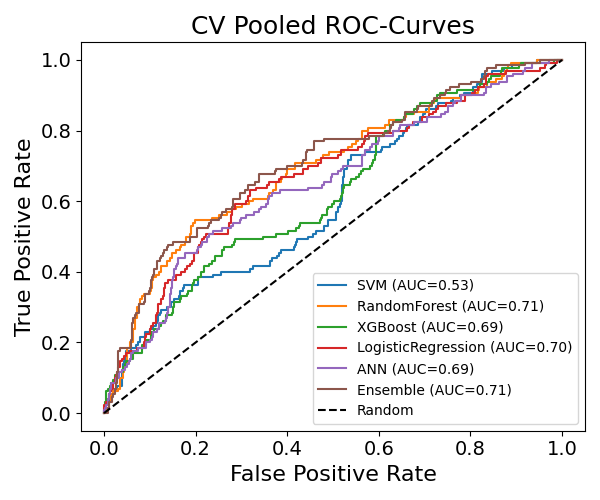 CV Pooled ROC-Curves
True Positive Rate
1.0
0.8
0.6
0.4
0.2
0.0
SVM (AUC=0.53)
RandomForest (AUC=0.71)
XGBoost (AUC=0.69)
LogisticRegression (AUC=0.70)
ANN (AUC=0.69)
Ensemble (AUC=0.71)
Random
0.0 0.2 0.4 0.6 0.8 1.0
False Positive Rate